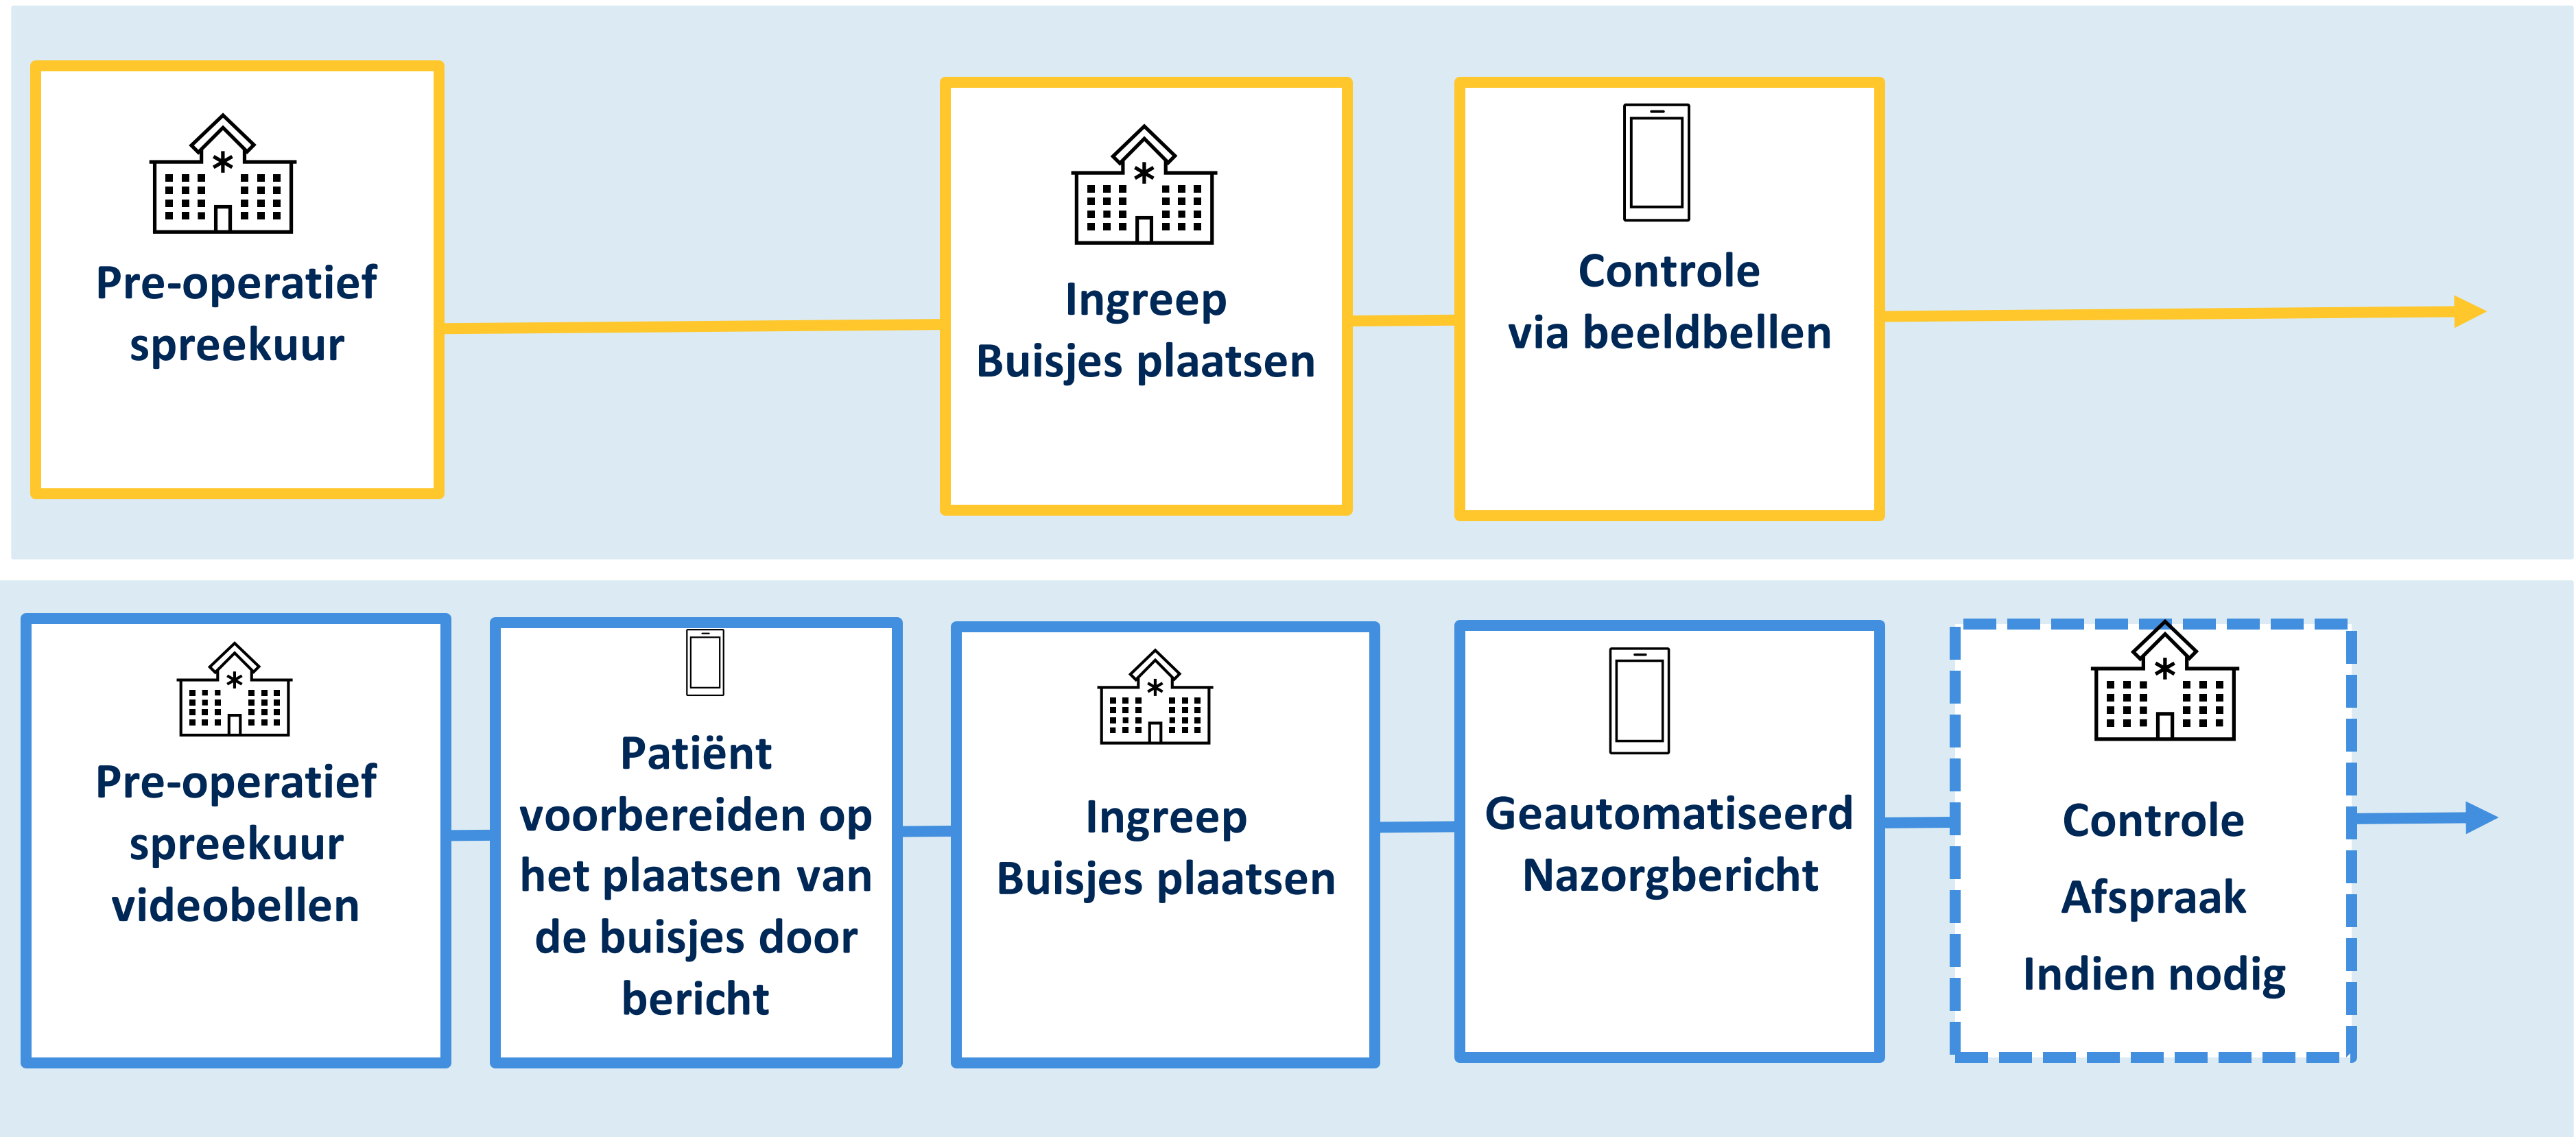 Pre-operatief
spreekuur
Ingreep
Buisjes plaatsen
Controle
via beeldbellen
Pre-operatief
spreekuur
videobellen
Patiënt
voorbereiden op
het plaatsen van
de buisjes door
bericht
Ingreep
Buisjes plaatsen
Geautomatiseerd
Nazorgbericht
Controle
Afspraak
Indien nodig